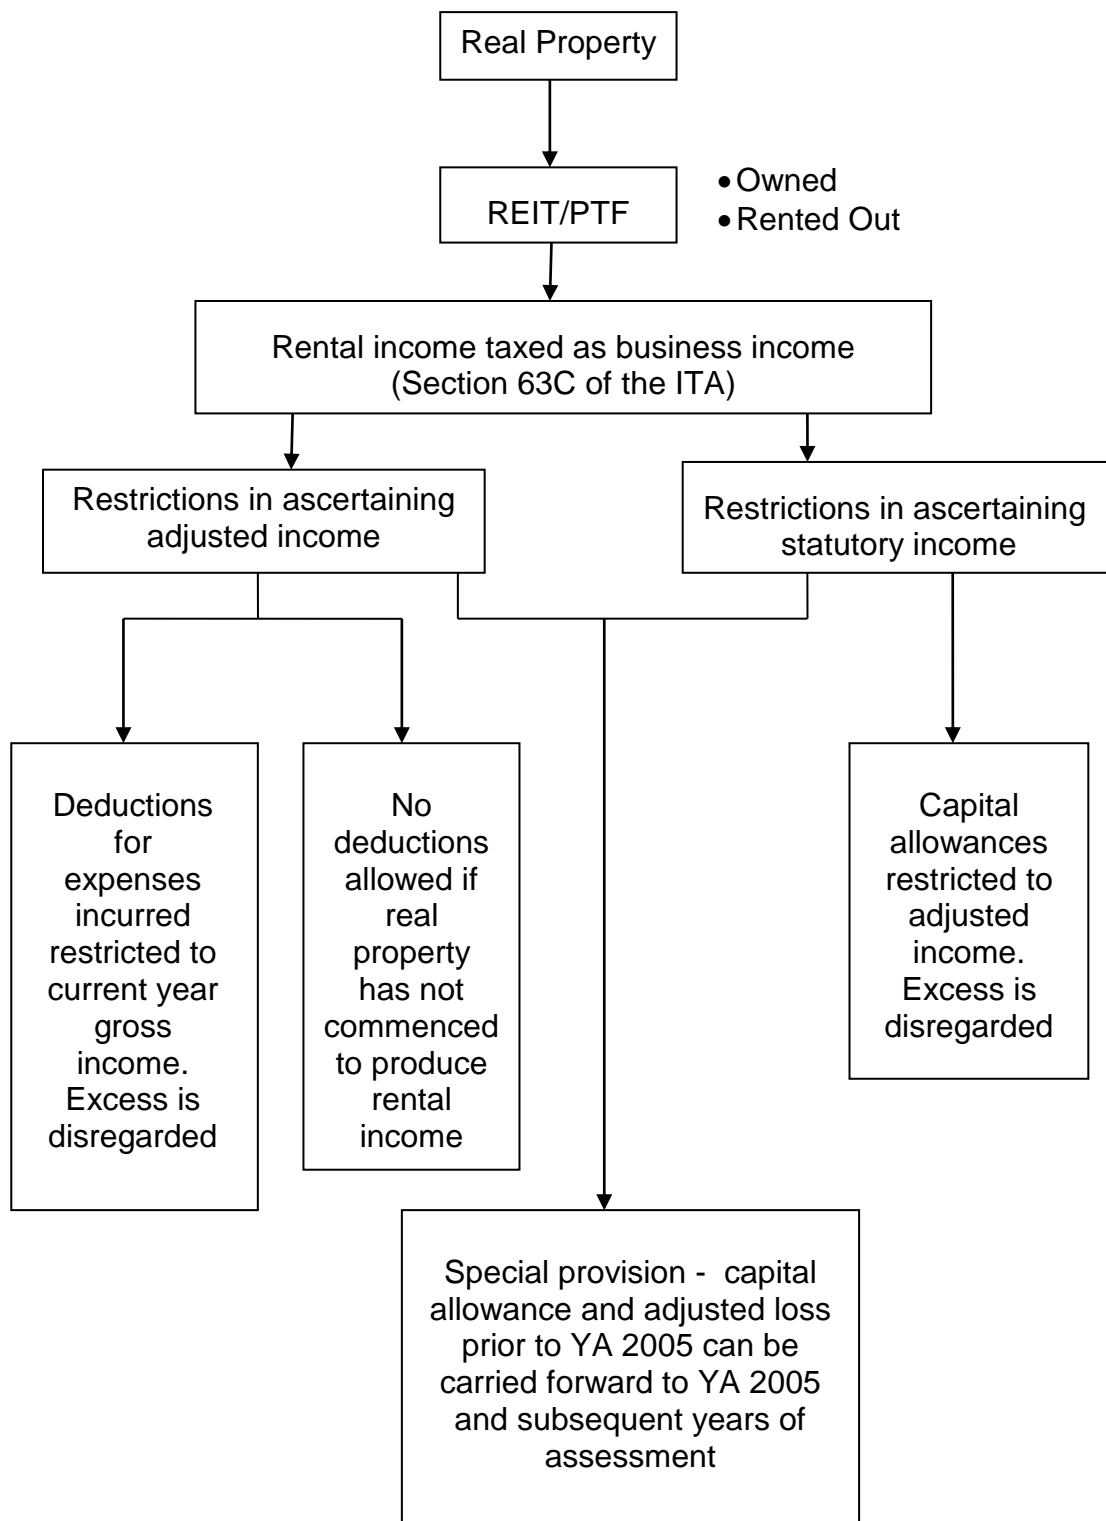 Real Property
REIT/PTF
• Owned
• Rented Out
Rental income taxed as business income
(Section 63C of the ITA)
Restrictions in ascertaining
adjusted income
Restrictions in ascertaining
statutory income
Deductions
for
expenses
incurred
restricted to
current year
gross
income.
Excess is
disregarded
No
deductions
allowed if
real
property
has not
commenced
to produce
rental
income
Capital
allowances
restricted to
adjusted
income.
Excess is
disregarded
Special provision - capital
allowance and adjusted loss
prior to YA 2005 can be
carried forward to YA 2005
and subsequent years of
assessment